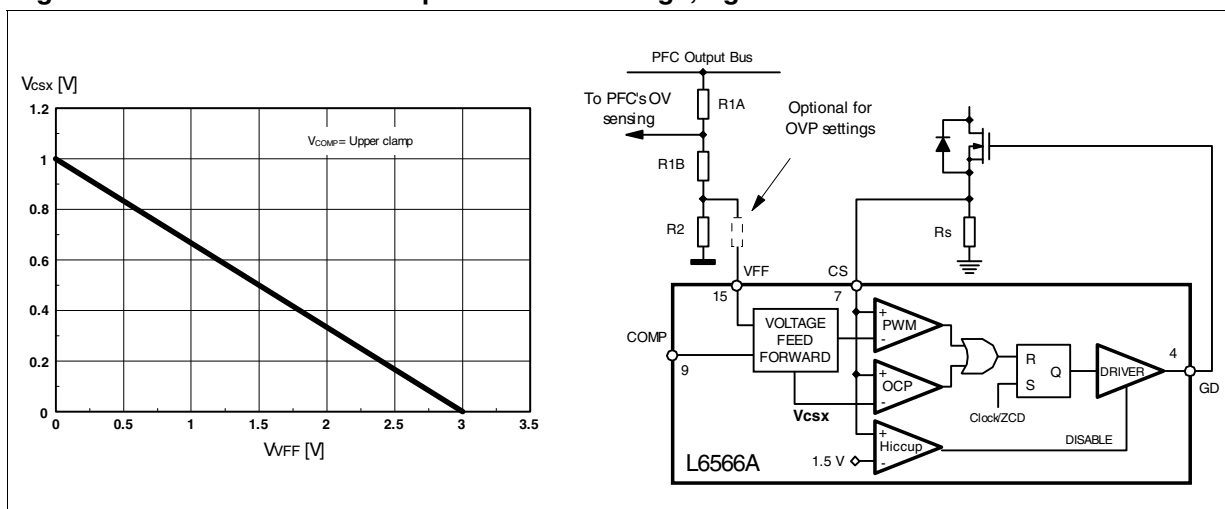 Vcsx [V]
1.2
1
0.8
0.6
0.4
0.2
0
VCOMP= Upper clamp
0 0.5 1 1.5 2 2.5 3 3.5
VVFF [V]
PFC Output Bus
To PFC's OV
sensing
R1A
Optional for
OVP settings
R1B
R2
Rs
VFF
CS
15
7
COMP
9
VOLTAGE
FEED
FORWARD
+
PWM
-
+
OCP
-
Vcsx
+
Hiccup
-
1.5 V
R
S
Q
Clock/ZCD
DRIVER
4
GD
DISABLE
L6566A